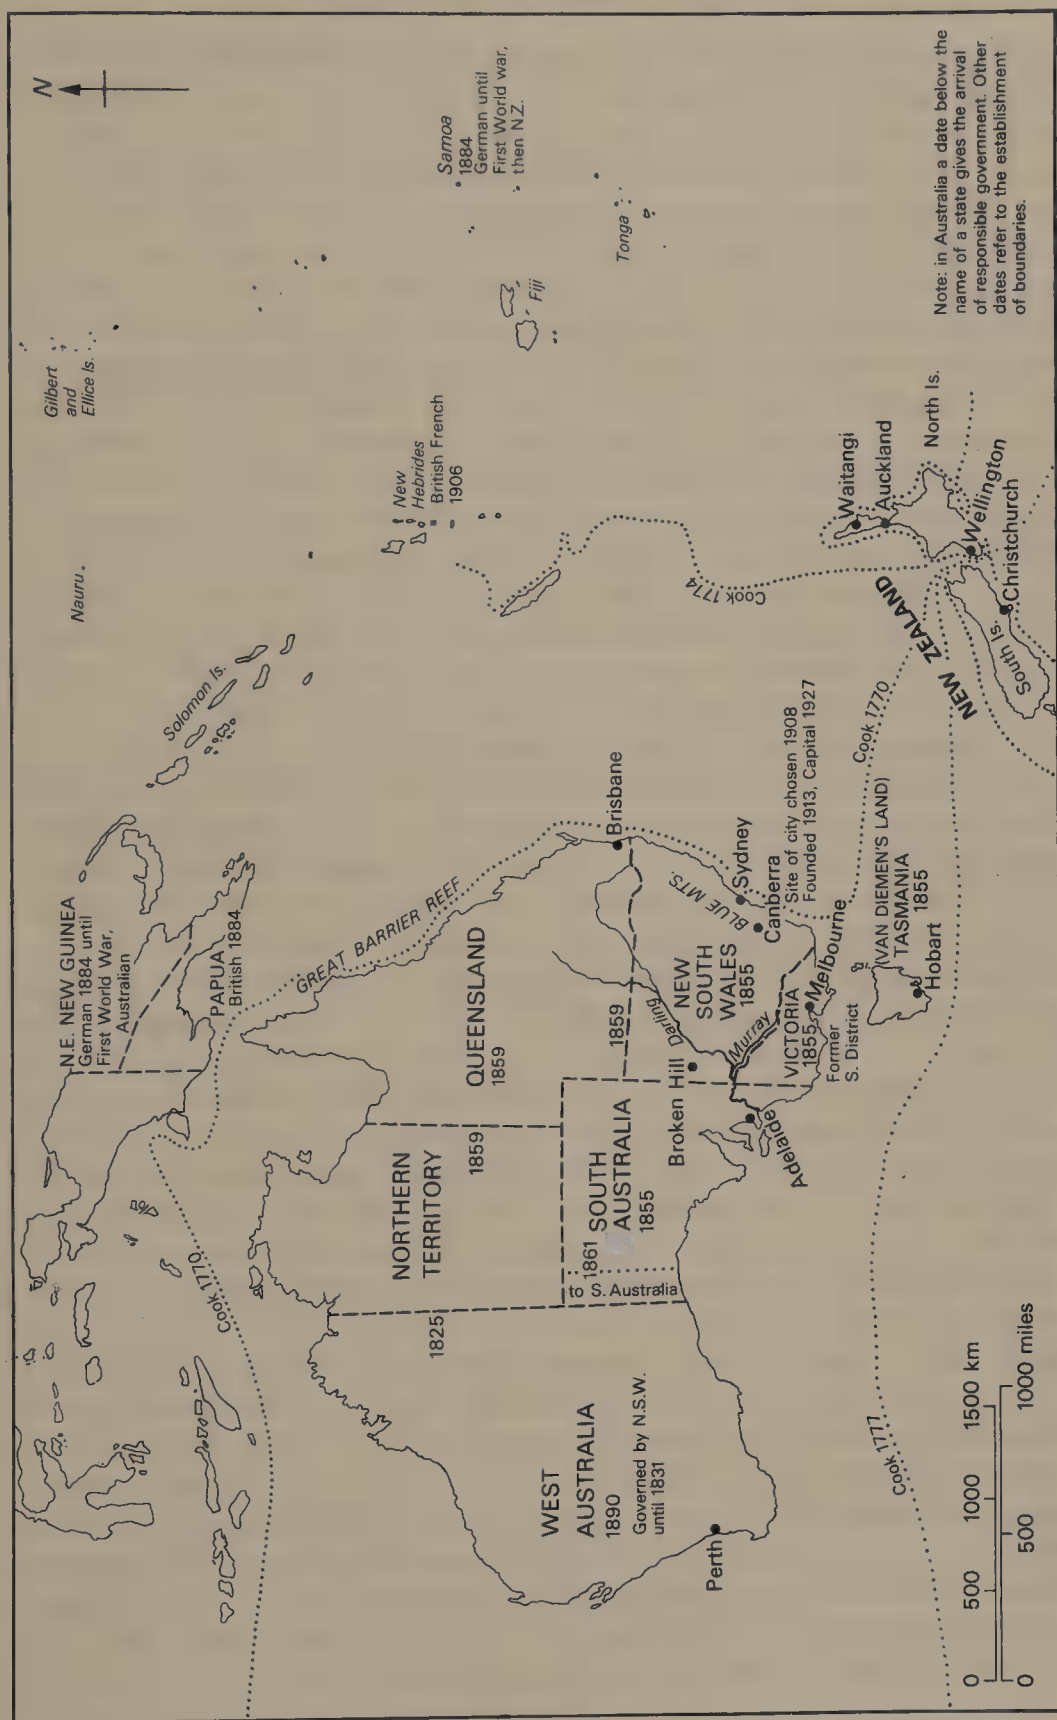 N
Gilbert
and
Ellice Is.
Nauru
Samoa
1884
German until
First World war,
then N.Z.
Solomon Is.
N.E. NEW GUINEA
German 1884 until
First World War,
Australian
PAPUA
British 1884
New
Hebrides
British French
1906
Fiji
Tonga
Cook 1770
GREAT BARRIER REEF
Cook 1774
NORTHERN
TERRITORY
1859
QUEENSLAND
1859
1825
Brisbane
WEST
AUSTRALIA
1890
Governed by N.S.W.
until 1831
Perth
1861
to S. Australia
SOUTH
AUSTRALIA
1855
1859
Broken Hill
Darling
NEW
SOUTH
WALES
1855
BLUE MTS.
Sydney
Canberra
Site of city chosen 1908
Founded 1913, Capital 1927
Adelaide
Murray
VICTORIA
1855
Former
S. District
Melbourne
(VAN DIEMEN'S LAND)
TASMANIA
1855
Hobart
Cook 1770
Cook 1777
Waitangi
Auckland
North Is.
Wellington
Christchurch
South Is.
NEW ZEALAND
0 500 1000 1500 km
0 500 1000 miles
Note: in Australia a date below the
name of a state gives the arrival
of responsible government. Other
dates refer to the establishment
of boundaries.